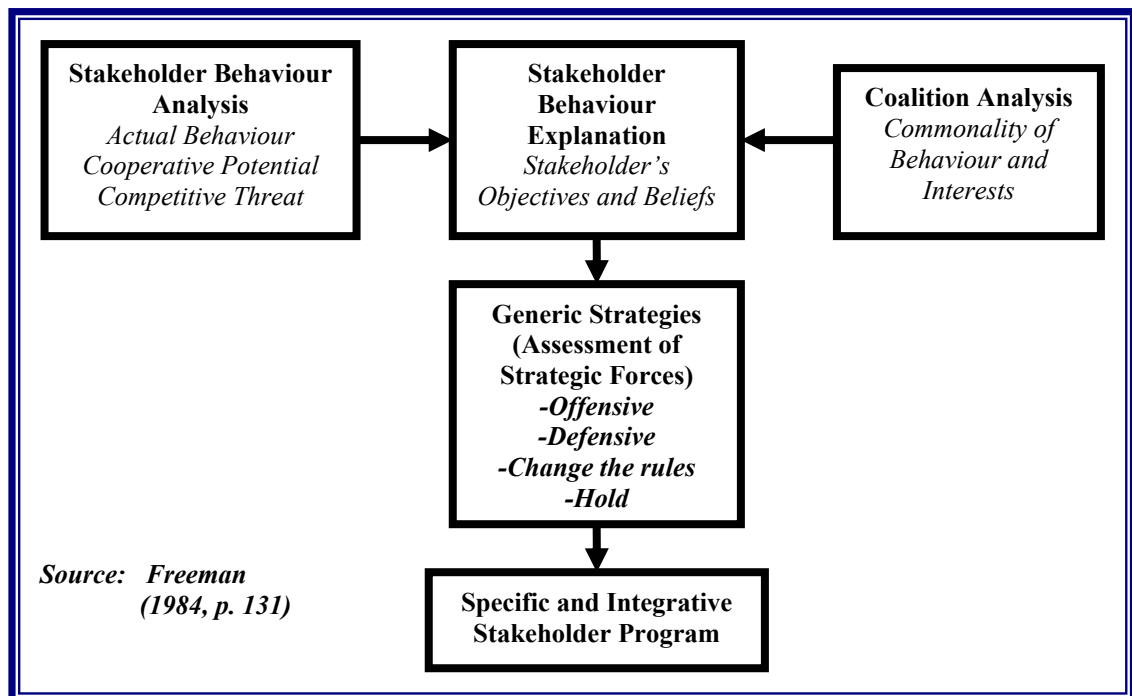 Stakeholder Behaviour
Analysis
Actual Behaviour
Cooperative Potential
Competitive Threat
Stakeholder
Behaviour
Explanation
Stakeholder’s
Objectives and Beliefs
Coalition Analysis
Commonality of
Behaviour and
Interests
Generic Strategies
(Assessment of
Strategic Forces)
-Offensive
-Defensive
-Change the rules
-Hold
Source: Freeman
(1984, p. 131)
Specific and Integrative
Stakeholder Program